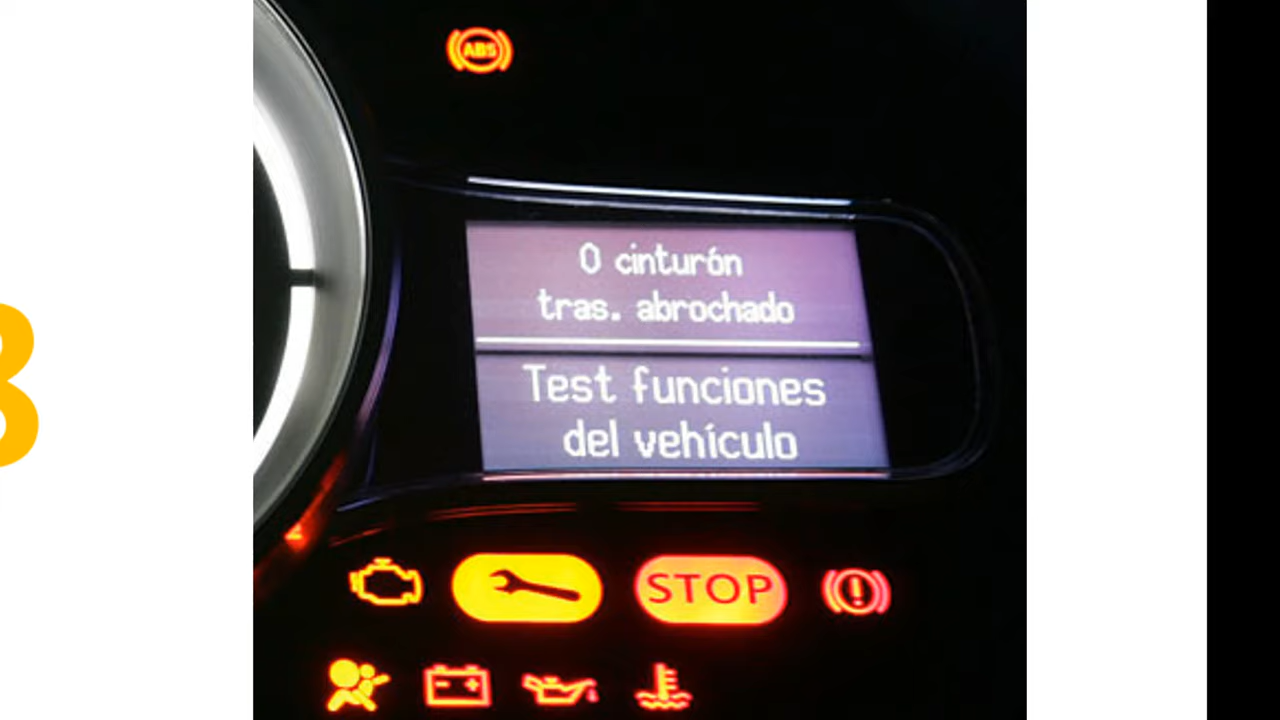 ABS
0 cinturón
tras. abrochado
Test funciones
del vehículo
STOP